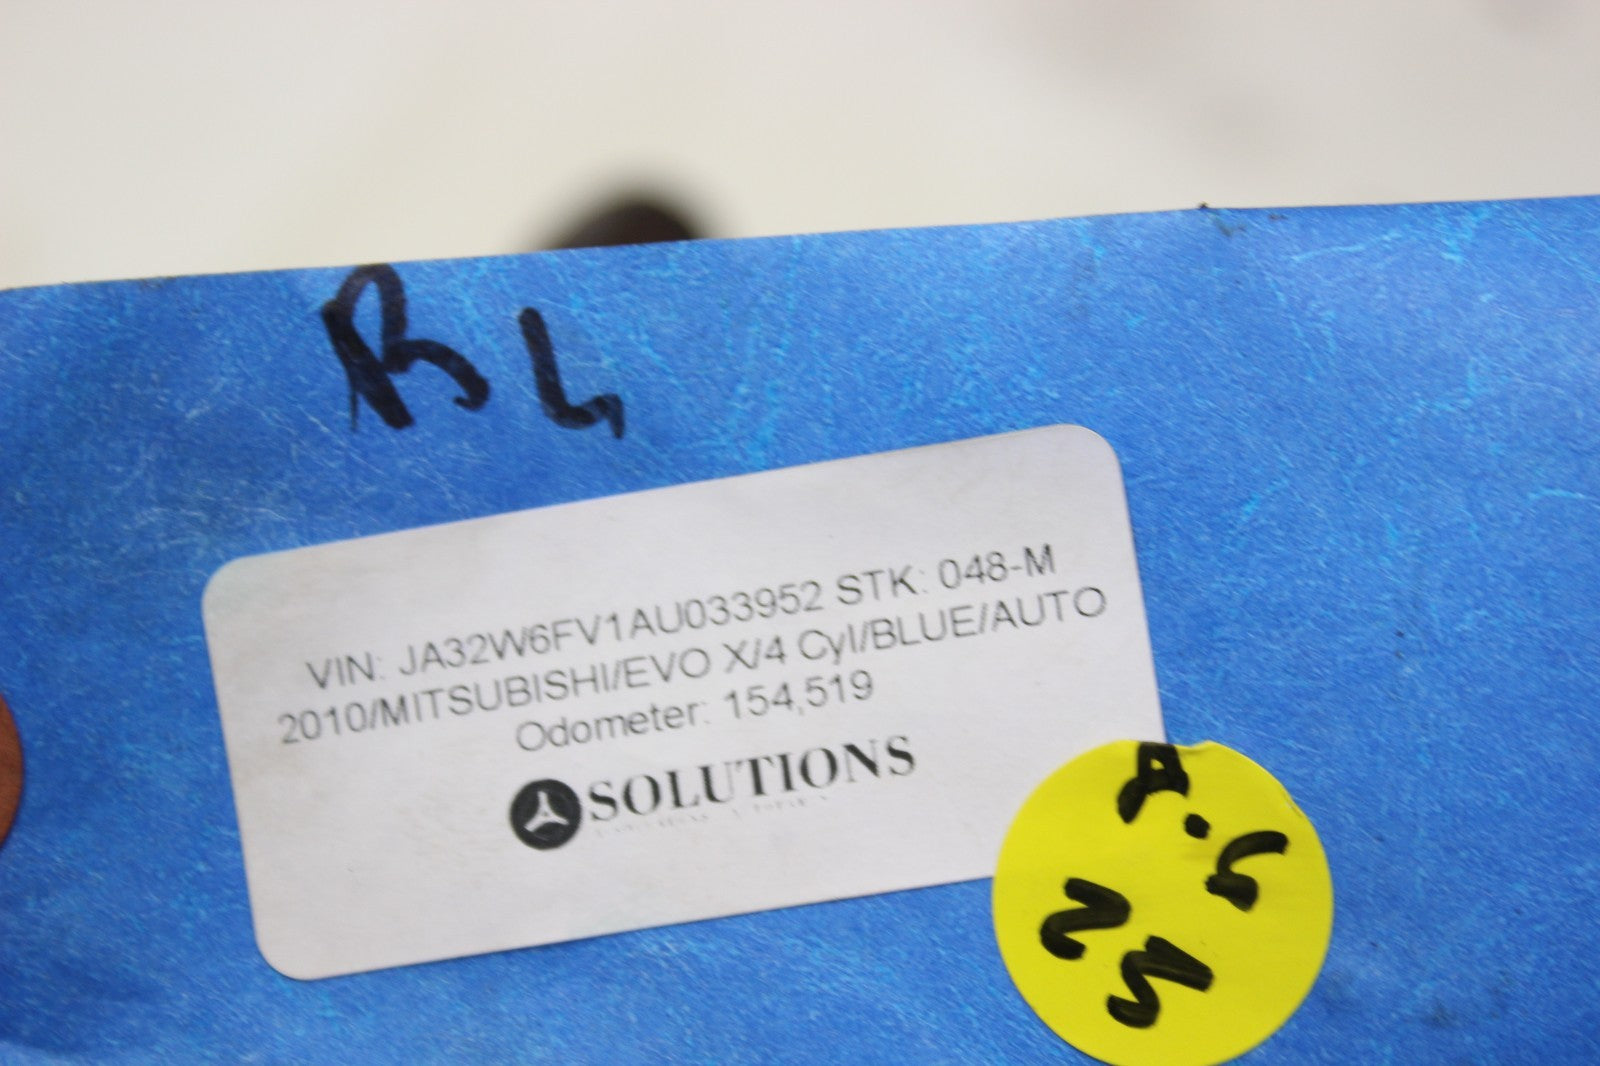 RL
VIN: JA32W6FV1AU033952 STK: 048-M
2010/MITSUBISHI/EVO X/4 Cyl/BLUE/AUTO
Odometer: 154,519
SOLUTIONS